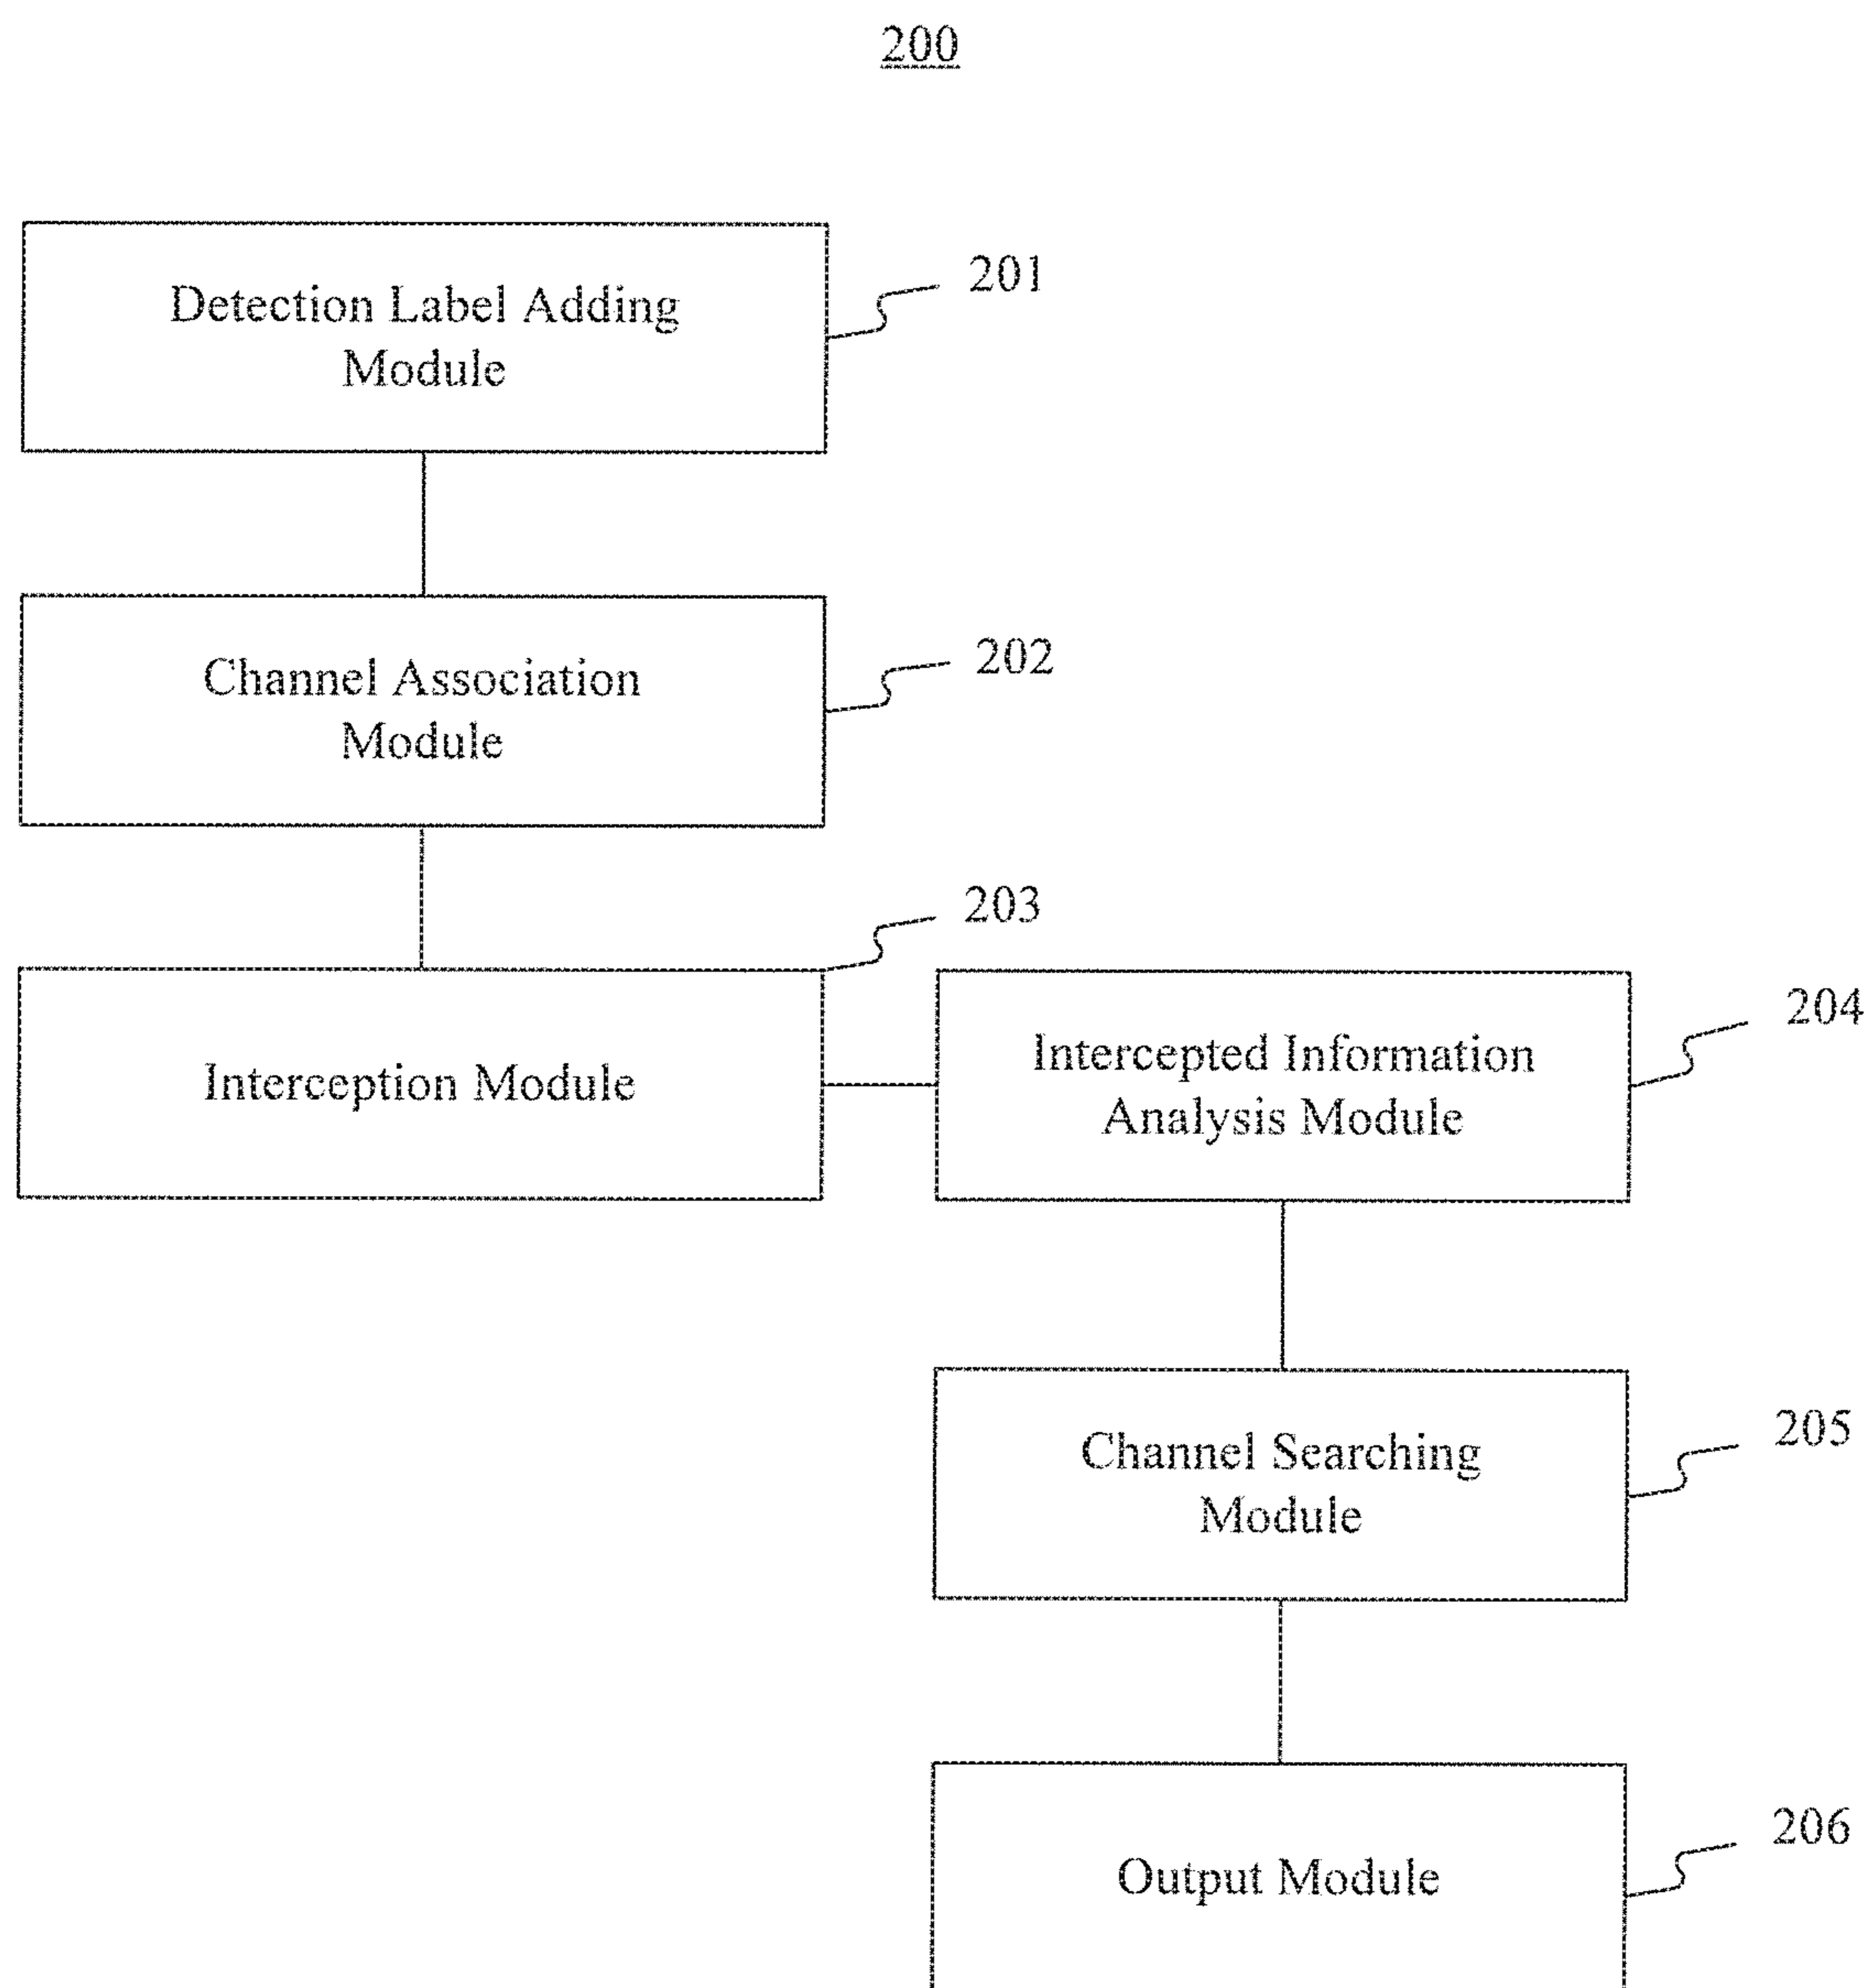 200
Detection Label Adding
Module
201
Channel Association
Module
202
203
Interception Module
Intercepted Information
Analysis Module
204
Channel Searching
Module
205
Output Module
206